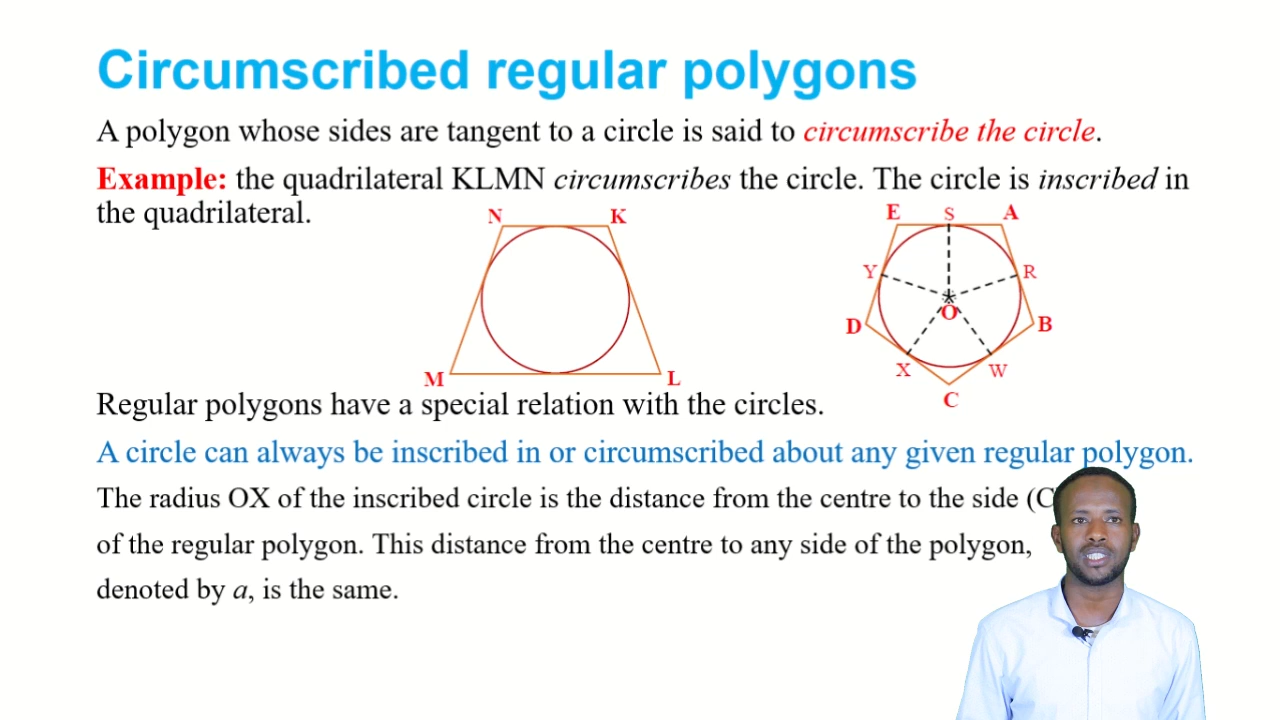 Circumscribed regular polygons
A polygon whose sides are tangent to a circle is said to circumscribe the circle.
Example: the quadrilateral KLMN circumscribes the circle. The circle is inscribed in
the quadrilateral.
N K
M L
E S A
Y R
O
D B
X W
C
Regular polygons have a special relation with the circles.
A circle can always be inscribed in or circumscribed about any given regular polygon.
The radius OX of the inscribed circle is the distance from the centre to the side
of the regular polygon. This distance from the centre to any side of the polygon,
denoted by a, is the same.